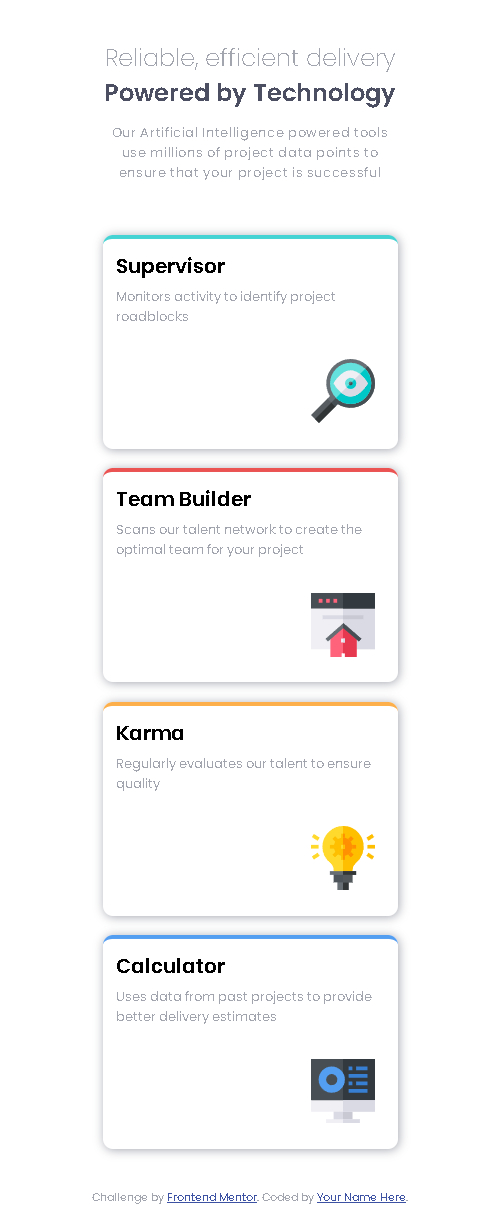 Reliable, efficient delivery
Powered by Technology
Our Artificial Intelligence powered tools
use millions of project data points to
ensure that your project is successful
Supervisor
Monitors activity to identify project
roadblocks
Team Builder
Scans our talent network to create the
optimal team for your project
Karma
Regularly evaluates our talent to ensure
quality
Calculator
Uses data from past projects to provide
better delivery estimates
Challenge by Frontend Mentor. Coded by Your Name Here.